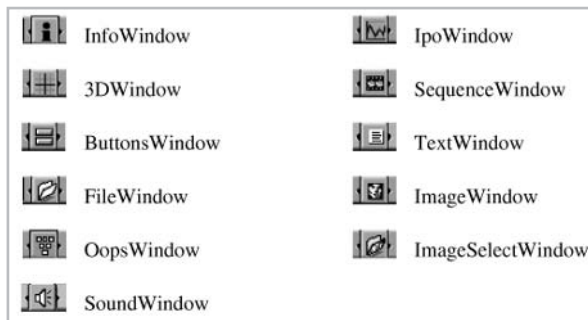 InfoWindow
3DWindow
ButtonsWindow
FileWindow
OopsWindow
SoundWindow
IpoWindow
SequenceWindow
TextWindow
ImageWindow
ImageSelectWindow